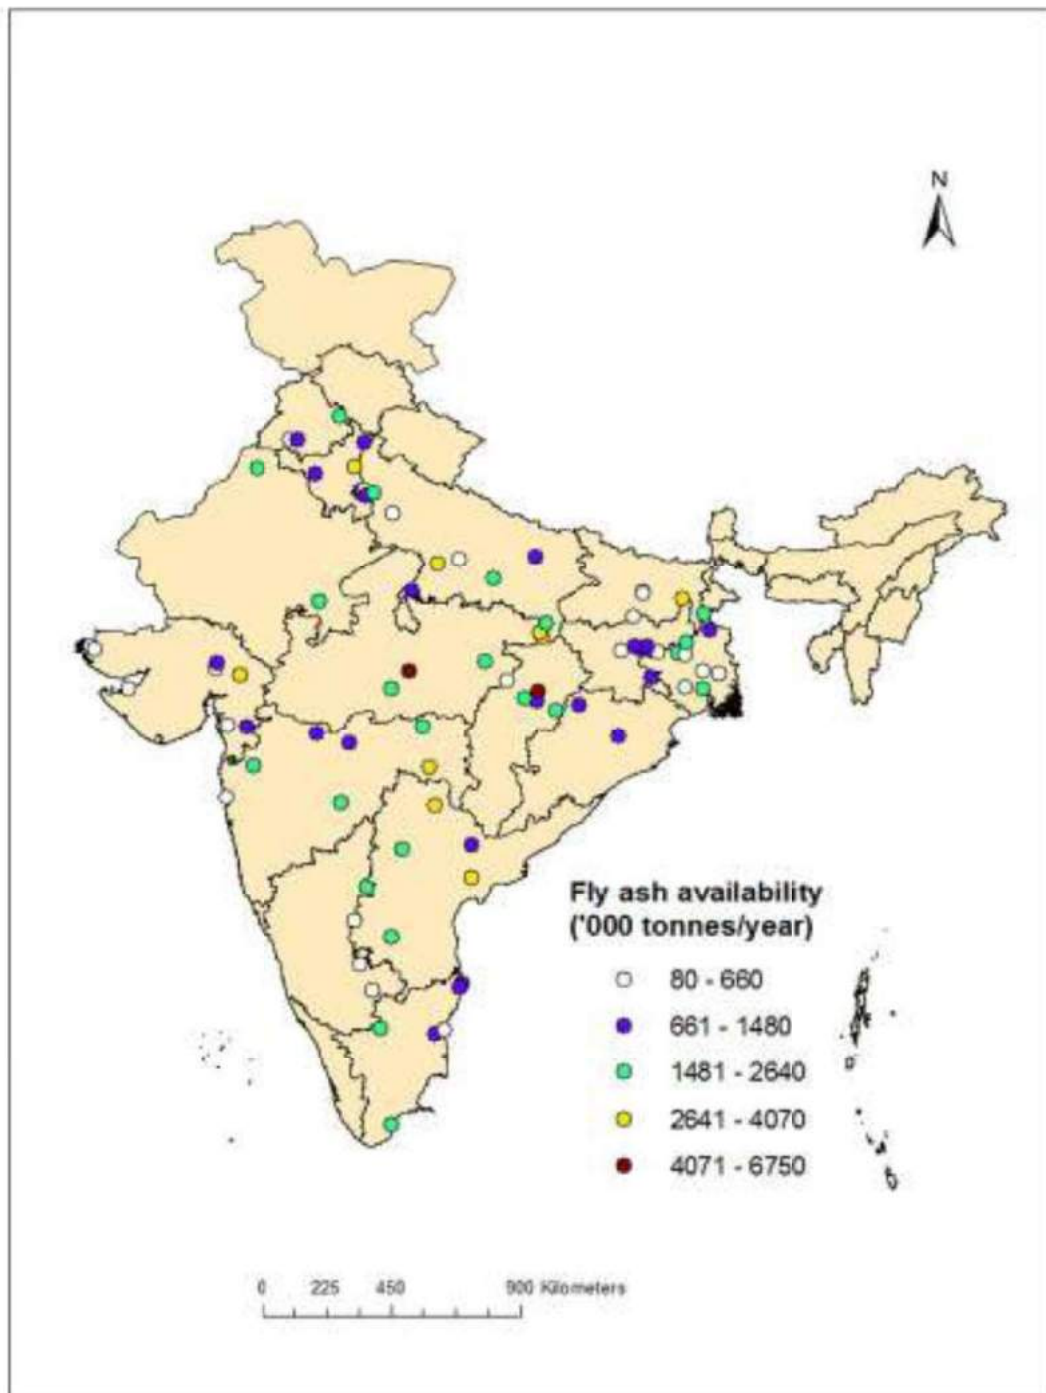 N
Fly ash availability
('000 tonnes/year)
80 - 660
661 - 1480
1481 - 2640
2641 - 4070
4071 - 6750
0 225 450 900 Kilometers